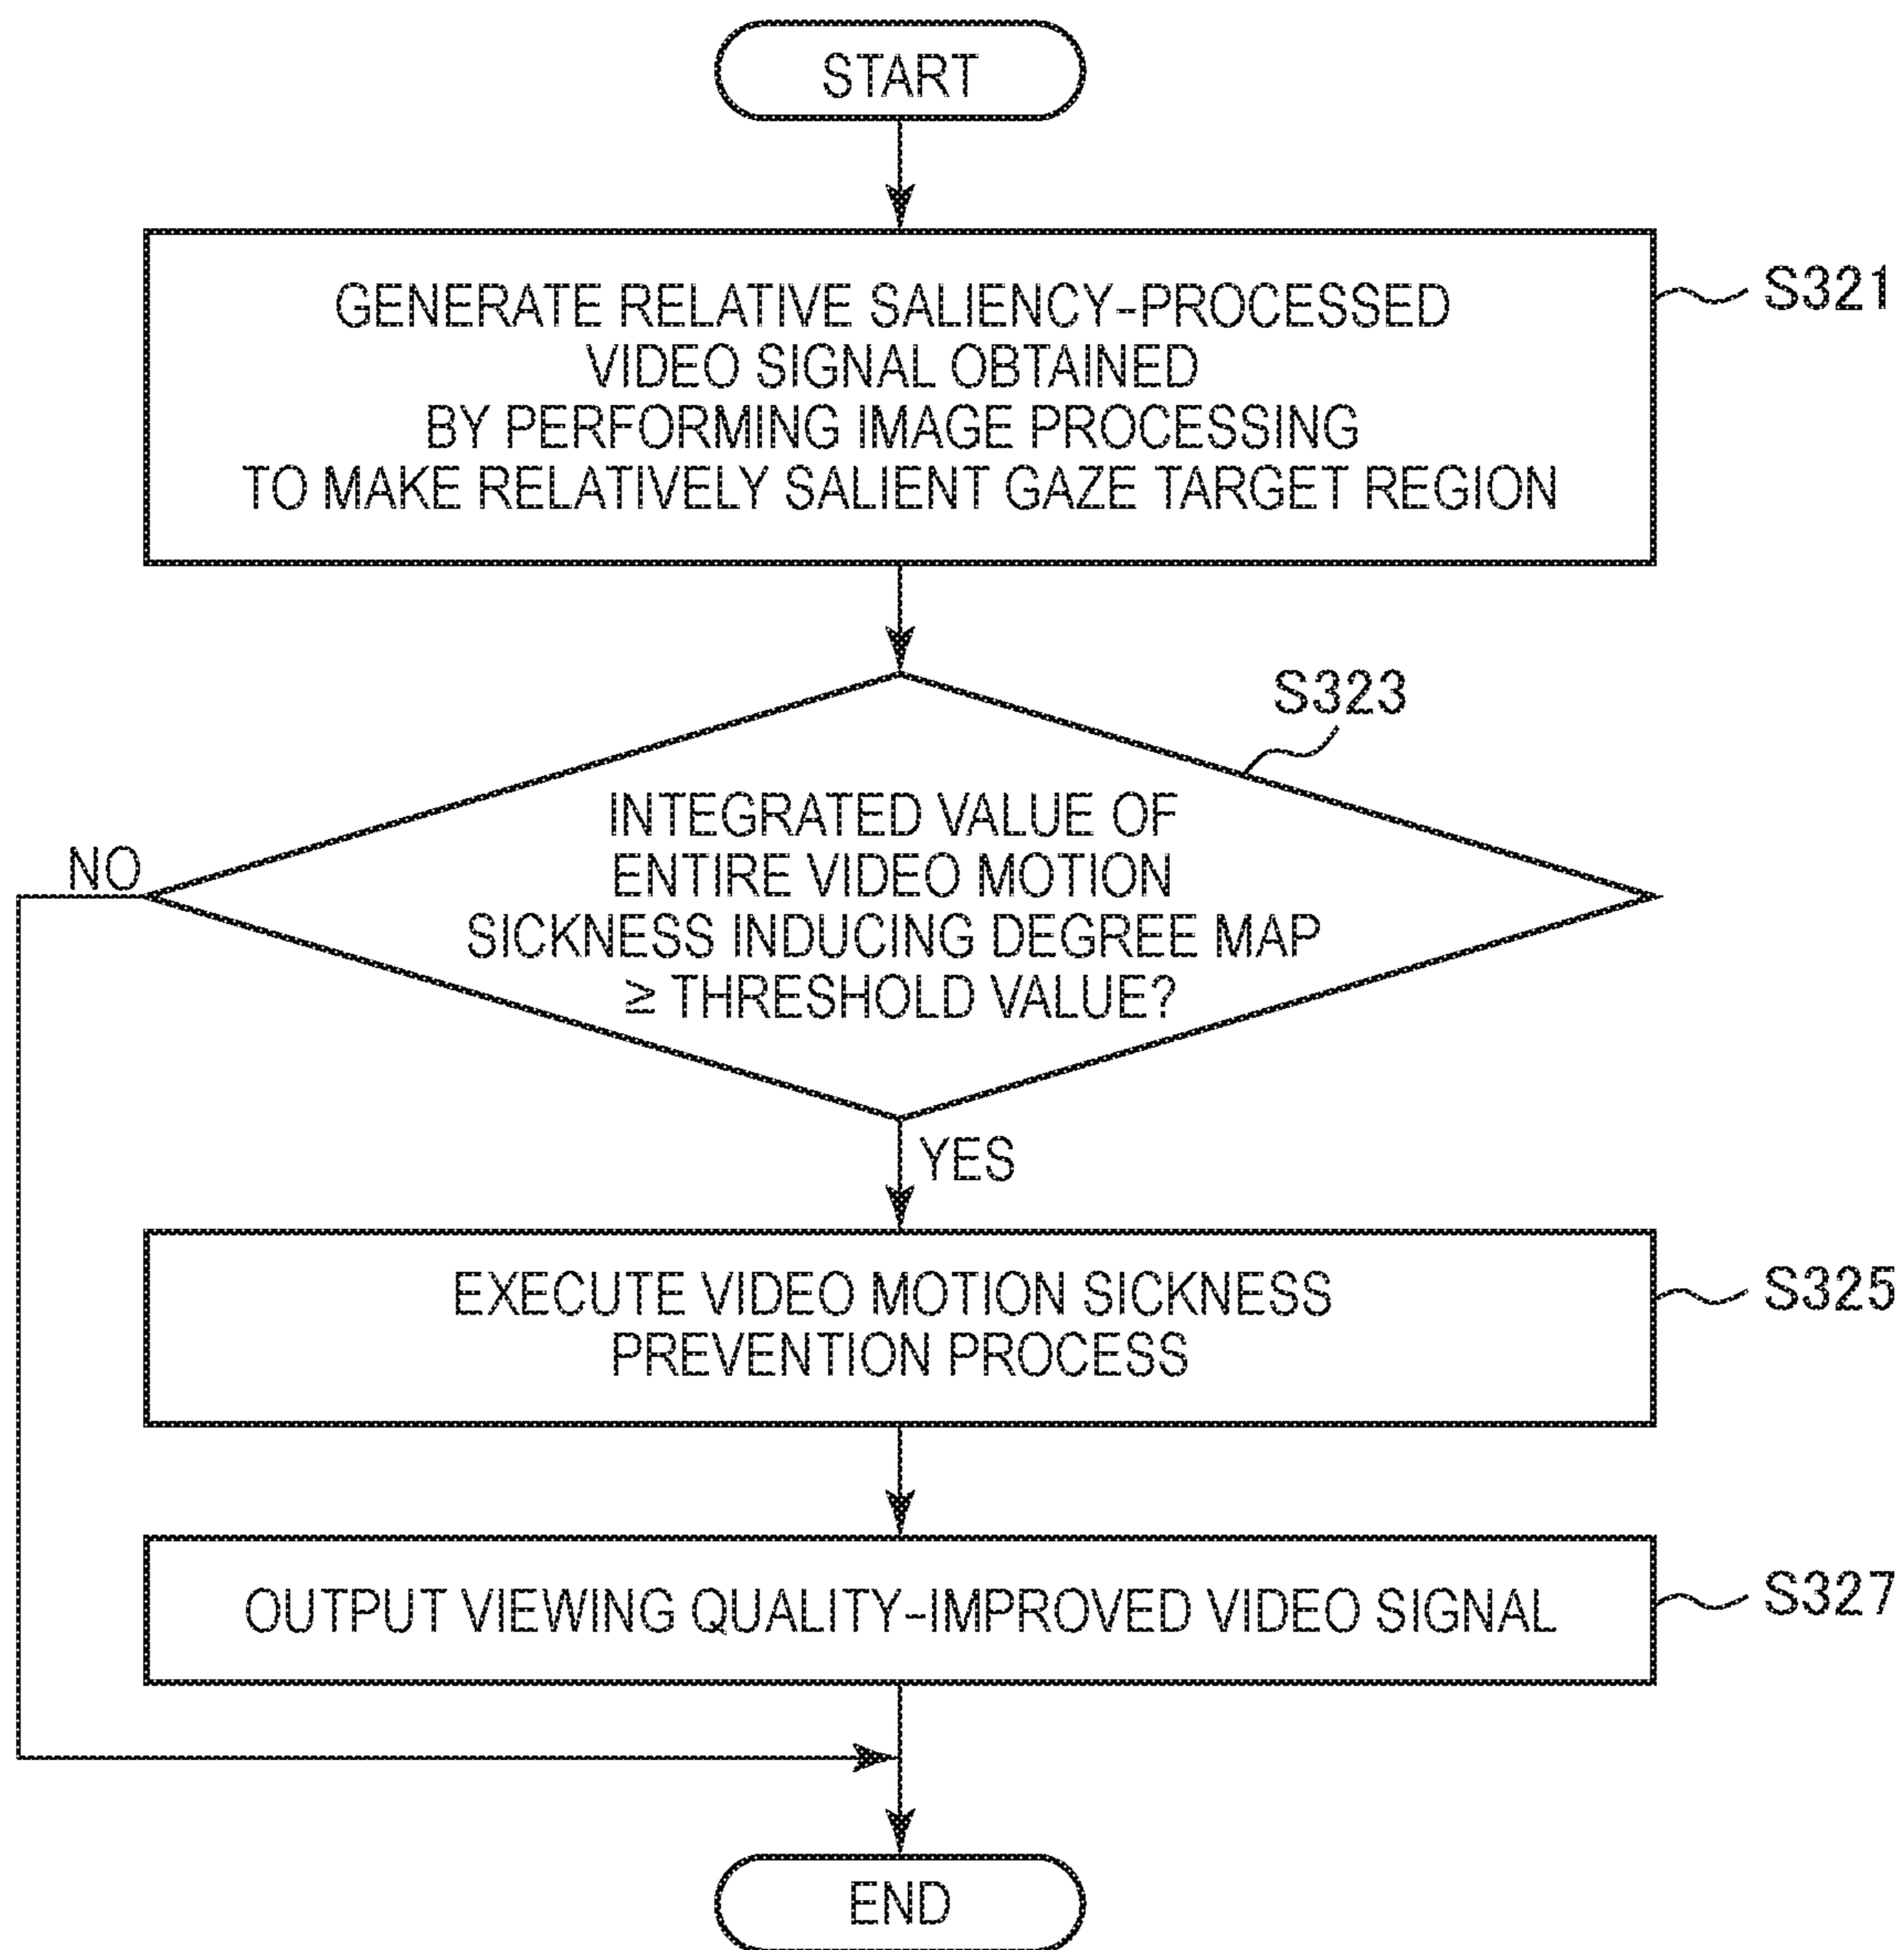 START
GENERATE RELATIVE SALIENCY-PROCESSED
VIDEO SIGNAL OBTAINED
BY PERFORMING IMAGE PROCESSING
TO MAKE RELATIVELY SALIENT GAZE TARGET REGION
S321
S323
INTEGRATED VALUE OF
ENTIRE VIDEO MOTION
SICKNESS INDUCING DEGREE MAP
≥ THRESHOLD VALUE?
NO
YES
EXECUTE VIDEO MOTION SICKNESS
PREVENTION PROCESS
S325
OUTPUT VIEWING QUALITY-IMPROVED VIDEO SIGNAL
S327
END